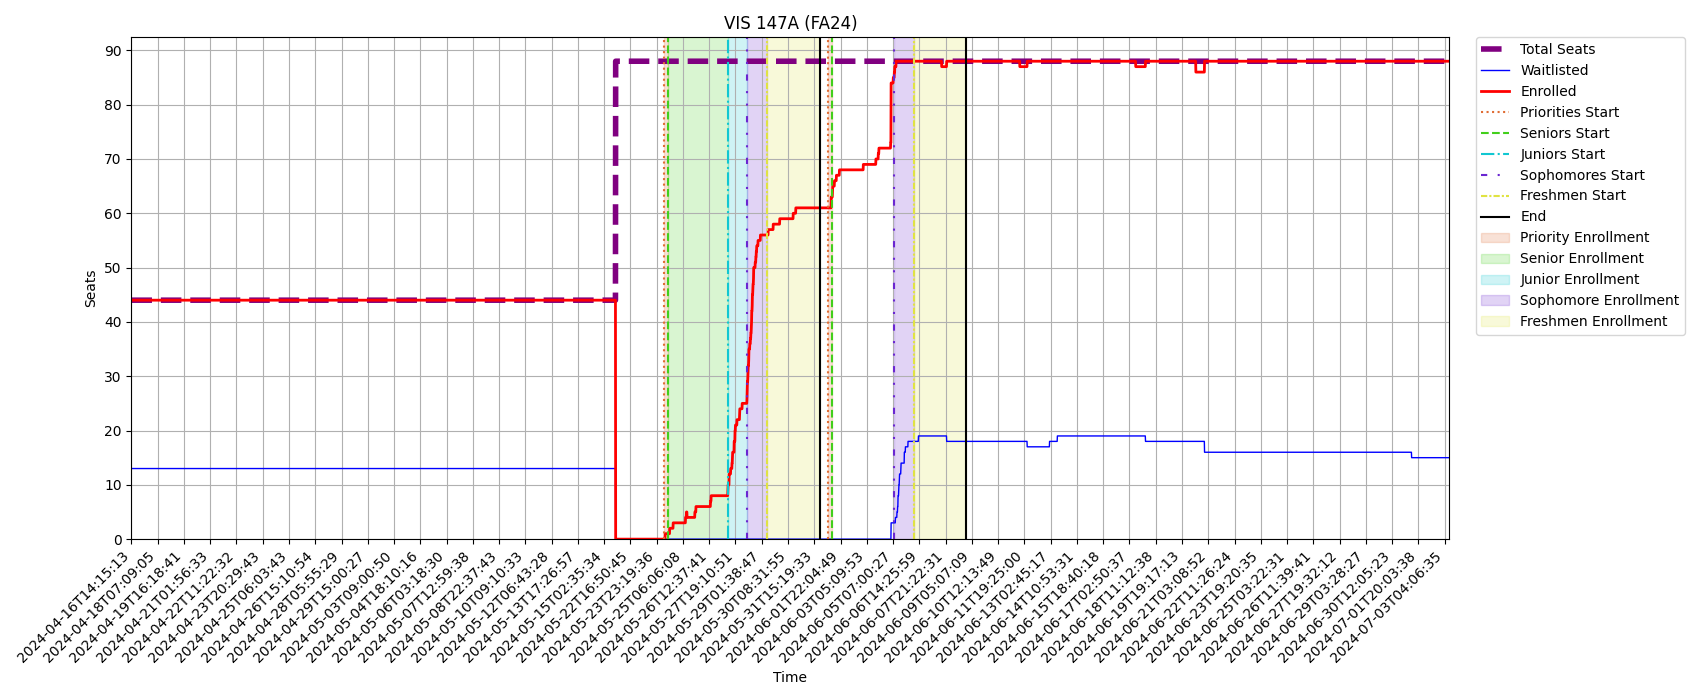 VIS 147A (FA24)
Seats
90
80
70
60
50
40
30
20
10
0
2024-04-16T14:15:13
2024-04-18T07:09:05
2024-04-19T16:18:41
2024-04-21T01:56:33
2024-04-22T11:22:32
2024-04-23T20:29:43
2024-04-25T06:03:43
2024-04-26T15:10:54
2024-04-28T05:55:29
2024-04-29T15:00:27
2024-05-03T09:00:50
2024-05-04T18:10:16
2024-05-06T03:18:30
2024-05-07T12:59:38
2024-05-08T22:37:43
2024-05-10T09:10:33
2024-05-12T06:43:28
2024-05-13T17:26:57
2024-05-15T02:35:34
2024-05-22T16:50:45
2024-05-23T23:19:36
2024-05-25T06:06:08
2024-05-26T12:37:41
2024-05-27T19:10:51
2024-05-29T01:38:47
2024-05-30T08:31:55
2024-05-31T15:19:33
2024-06-01T22:04:49
2024-06-03T05:09:53
2024-06-05T07:00:27
2024-06-06T14:25:59
2024-06-07T21:22:31
2024-06-09T05:07:09
2024-06-10T12:13:49
2024-06-11T19:25:00
2024-06-13T02:45:17
2024-06-14T10:53:31
2024-06-15T18:40:18
2024-06-17T02:50:37
2024-06-18T11:12:38
2024-06-19T19:17:13
2024-06-21T03:08:52
2024-06-22T11:26:24
2024-06-23T19:20:35
2024-06-25T03:22:31
2024-06-26T11:39:41
2024-06-27T19:32:12
2024-06-29T03:28:27
2024-06-30T12:05:23
2024-07-01T20:03:38
2024-07-03T04:06:35
Time
Total Seats
Waitlisted
Enrolled
Priorities Start
Seniors Start
Juniors Start
Sophomores Start
Freshmen Start
End
Priority Enrollment
Senior Enrollment
Junior Enrollment
Sophomore Enrollment
Freshmen Enrollment